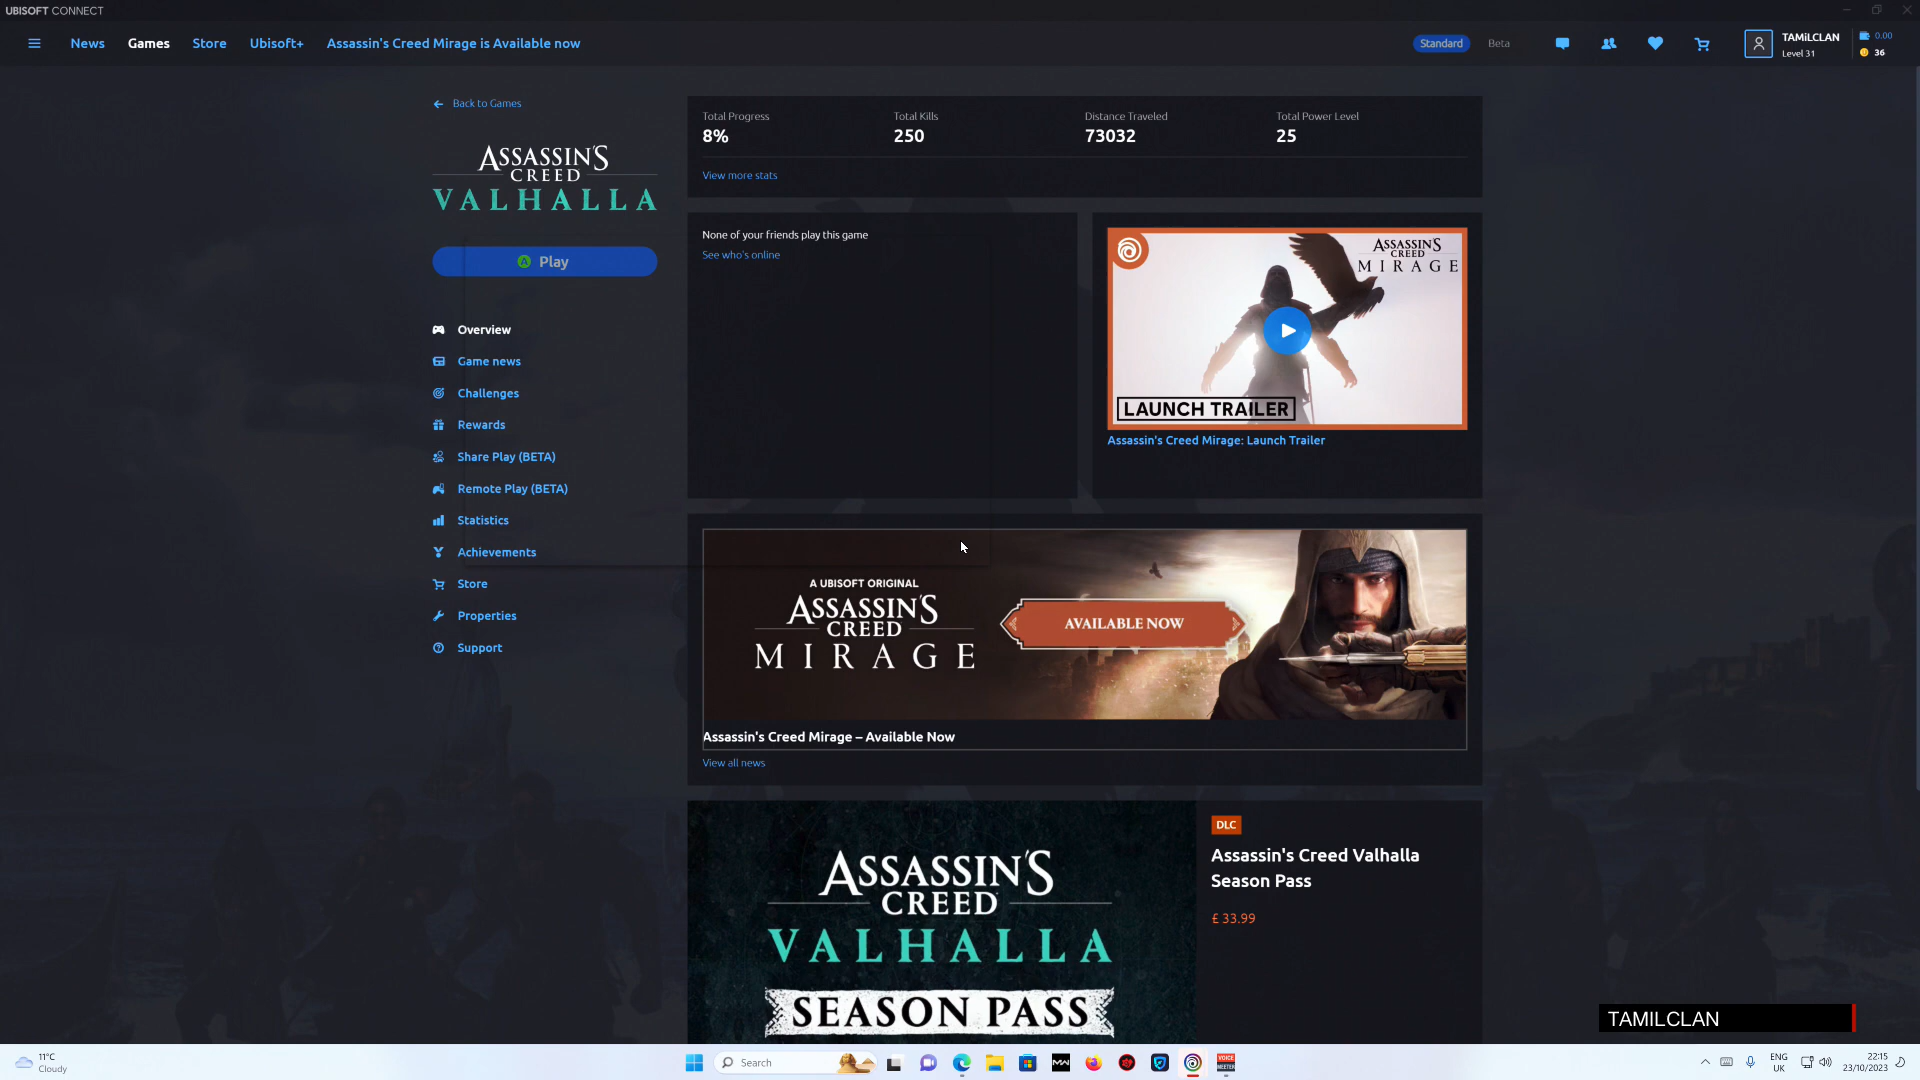 UBISOFT CONNECT
News
Games
Store
Ubisoft+
Assassin's Creed Mirage is Available now
Standard
Beta
TAMiLCLAN
Level 31
0.00
36
Back to Games
ASSASSIN'S
CREED
VALHALLA
A Play
Overview
Game news
Challenges
Rewards
Share Play (BETA)
Remote Play (BETA)
Statistics
Achievements
Store
Properties
Support
Total Progress
8%
Total Kills
250
Distance Traveled
73032
Total Power Level
25
View more stats
None of your friends play this game
See who's online
ASSASSIN'S
CREED
MIRAGE
LAUNCH TRAILER
Assassin's Creed Mirage: Launch Trailer
A UBISOFT ORIGINAL
ASSASSIN'S
CREED
MIRAGE
AVAILABLE NOW
Assassin's Creed Mirage – Available Now
View all news
ASSASSIN'S
CREED
VALHALLA
SEASON PASS
DLC
Assassin's Creed Valhalla
Season Pass
£ 33.99
TAMILCLAN
11°C
Cloudy
Search
MW
VOICE
MEETER
ENG
UK
22:15
23/10/2023